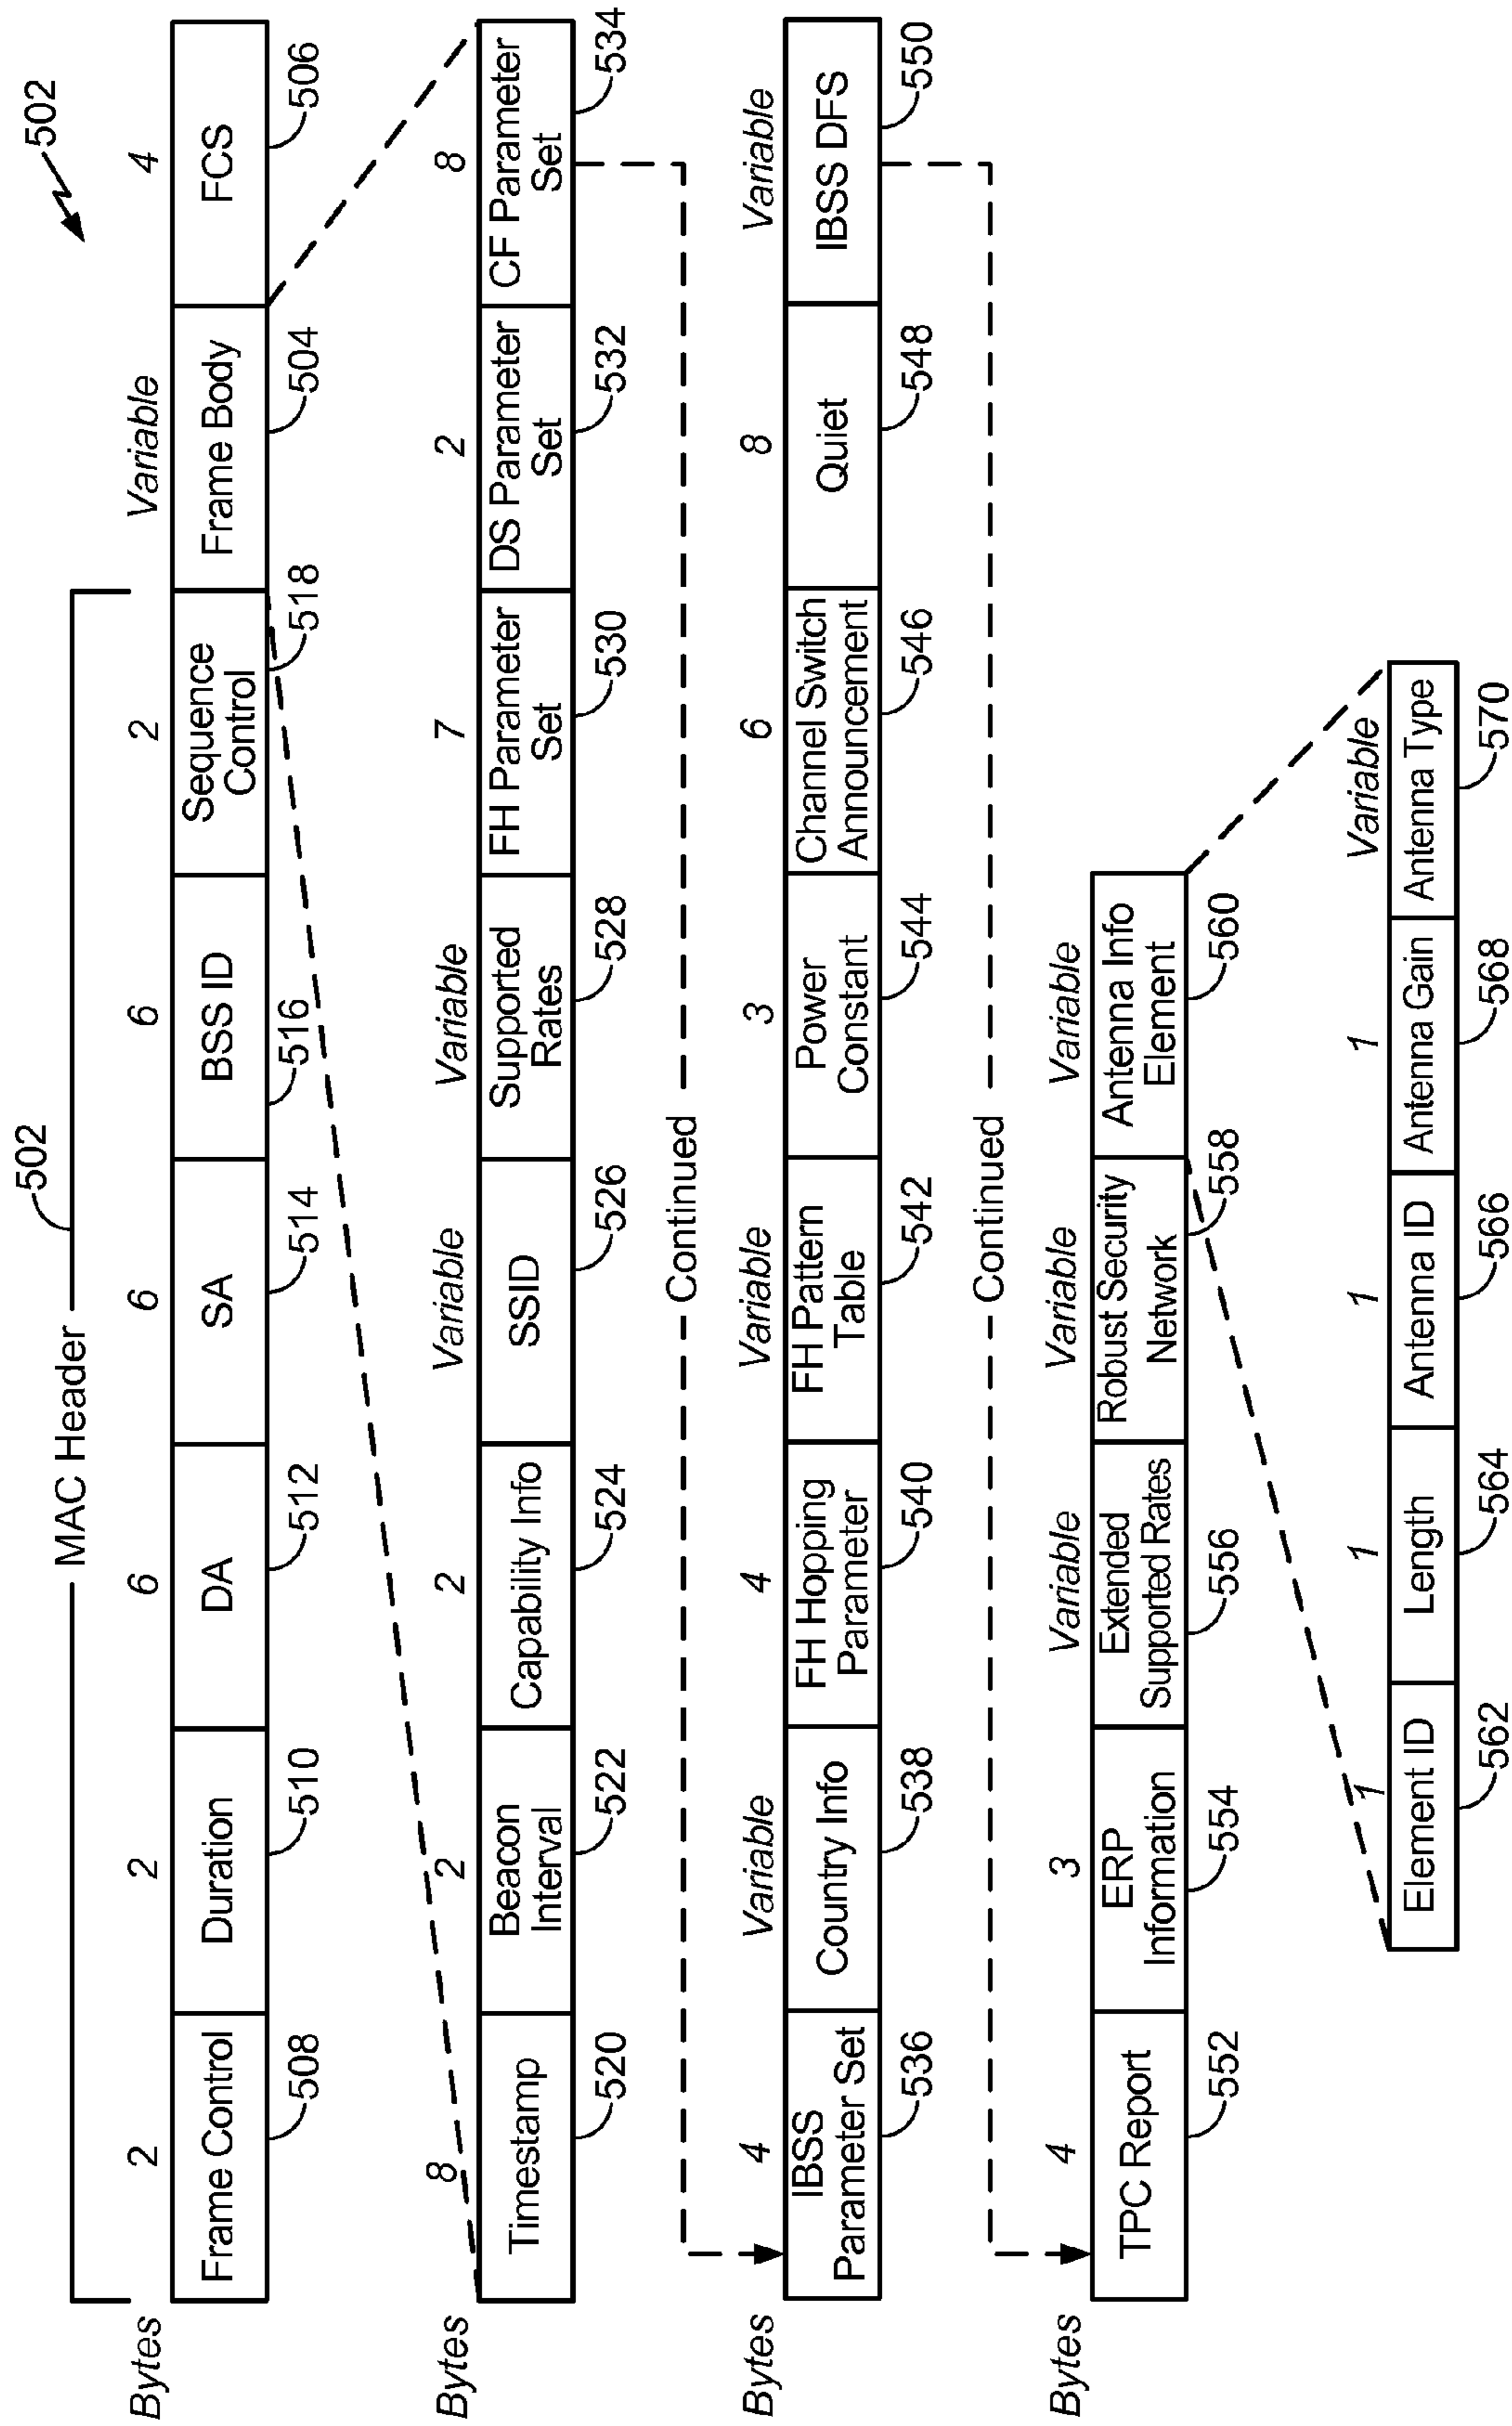 502
MAC Header
502
Bytes
2
2
6
6
6
2
Variable
4
Frame Control
Duration
DA
SA
BSS ID
Sequence
Control
Frame Body
FCS
508
510
512
514
516
518
504
506
Bytes
8
2
2
Variable
Variable
7
2
8
Timestamp
Beacon
Interval
Capability Info
SSID
Supported
Rates
FH Parameter
Set
DS Parameter
Set
CF Parameter
Set
520
522
524
526
528
530
532
534
Continued
Bytes
4
Variable
4
Variable
3
6
8
Variable
IBSS
Parameter Set
Country Info
FH Hopping
Parameter
FH Pattern
Table
Power
Constant
Channel Switch
Announcement
Quiet
IBSS DFS
536
538
540
542
544
546
548
550
Continued
Bytes
4
3
Variable
Variable
Variable
TPC Report
ERP
Information
Extended
Supported Rates
Robust Security
Network
Antenna Info
Element
552
554
556
558
560
1
1
1
1
Variable
Element ID
Length
Antenna ID
Antenna Gain
Antenna Type
562
564
566
568
570